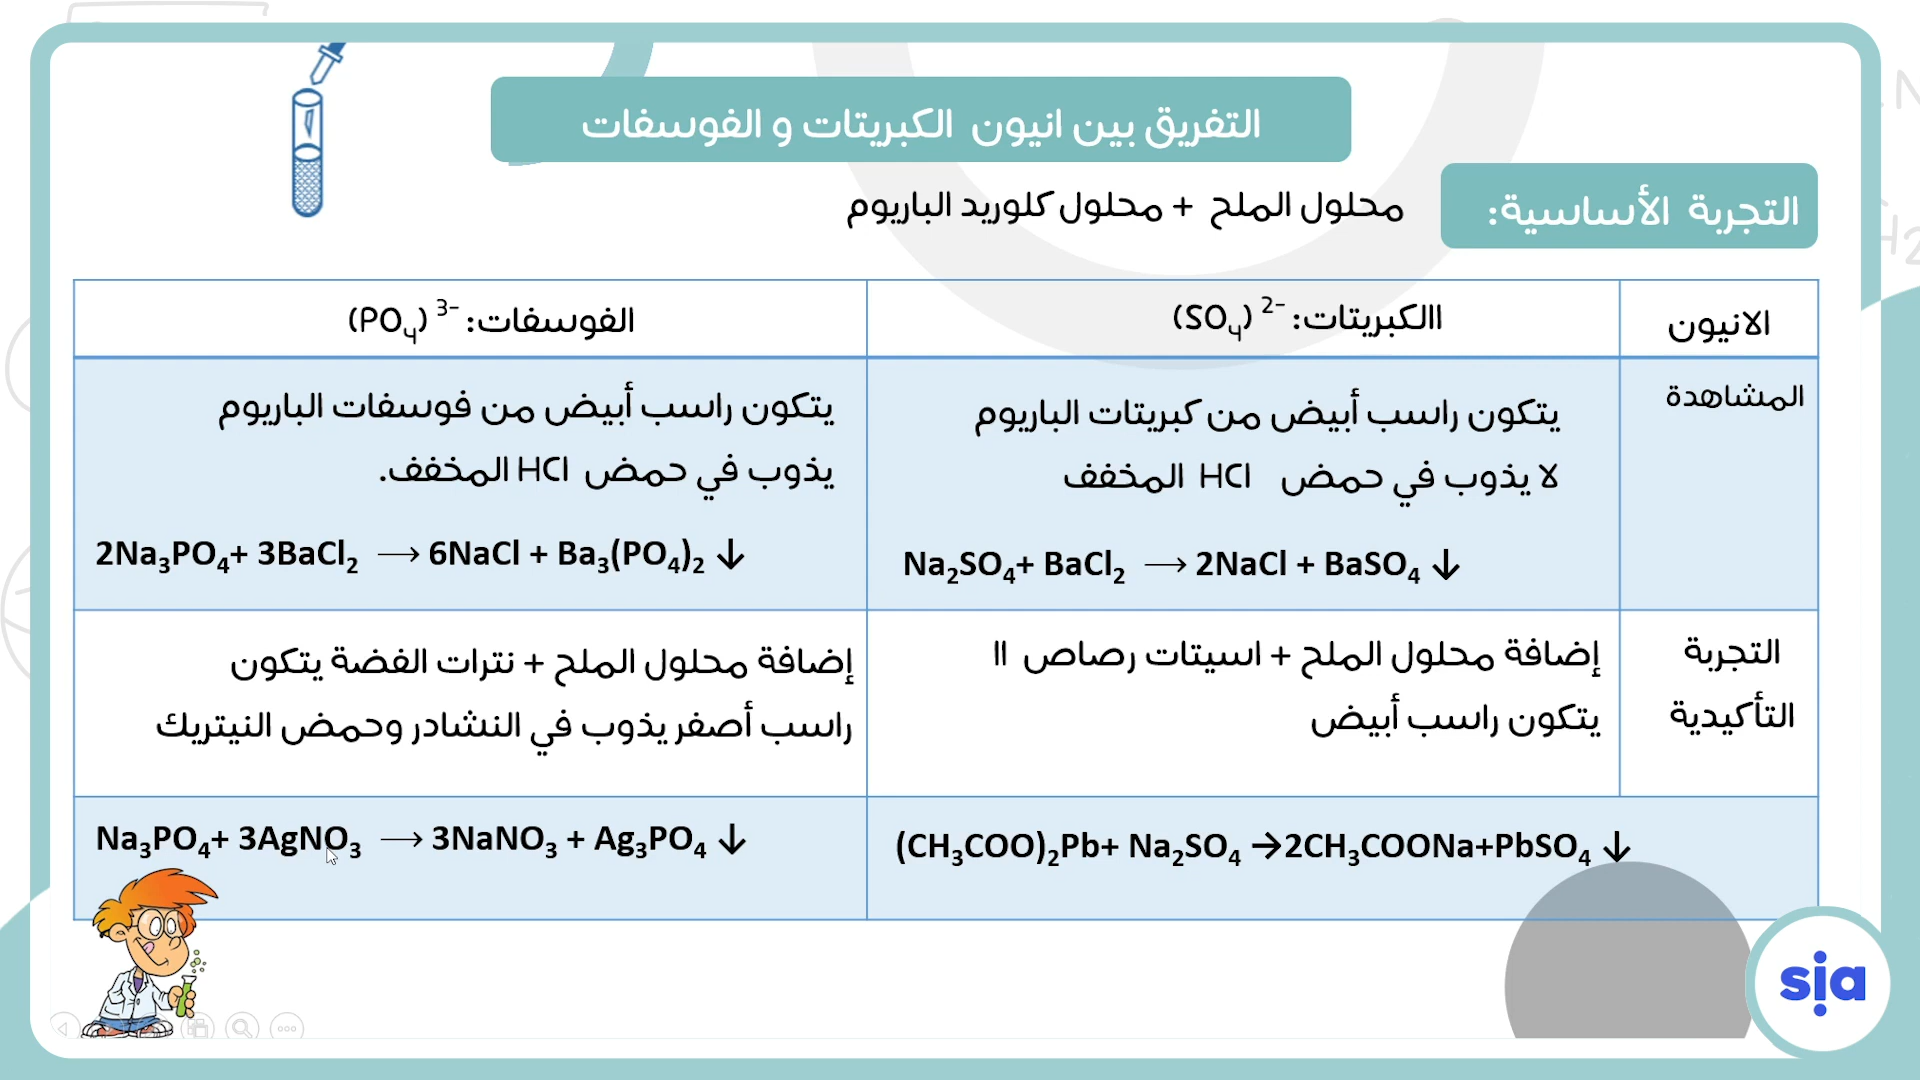 التفريق بين انيون الكبريتات و الفوسفات
التجربة الأساسية:
محلول الملح + محلول كلوريد الباريوم
الانيون
االكبريتات: (SO₄)²⁻
الفوسفات: (PO₄)³⁻
المشاهدة
يتكون راسب أبيض من كبريتات الباريوم
لا يذوب في حمض HCl المخفف
Na₂SO₄+ BaCl₂ ⟶ 2NaCl + BaSO₄ ↓
يتكون راسب أبيض من فوسفات الباريوم
يذوب في حمض HCl المخفف.
2Na₃PO₄+ 3BaCl₂ ⟶ 6NaCl + Ba₃(PO₄)₂ ↓
التجربة
التأكيدية
إضافة محلول الملح + اسيتات رصاص II
يتكون راسب أبيض
إضافة محلول الملح + نترات الفضة يتكون
راسب أصفر يذوب في النشادر وحمض النيتريك
(CH₃COO)₂Pb+ Na₂SO₄ →2CH₃COONa+PbSO₄ ↓
Na₃PO₄+ 3AgNO₃ ⟶ 3NaNO₃ + Ag₃PO₄ ↓
sia